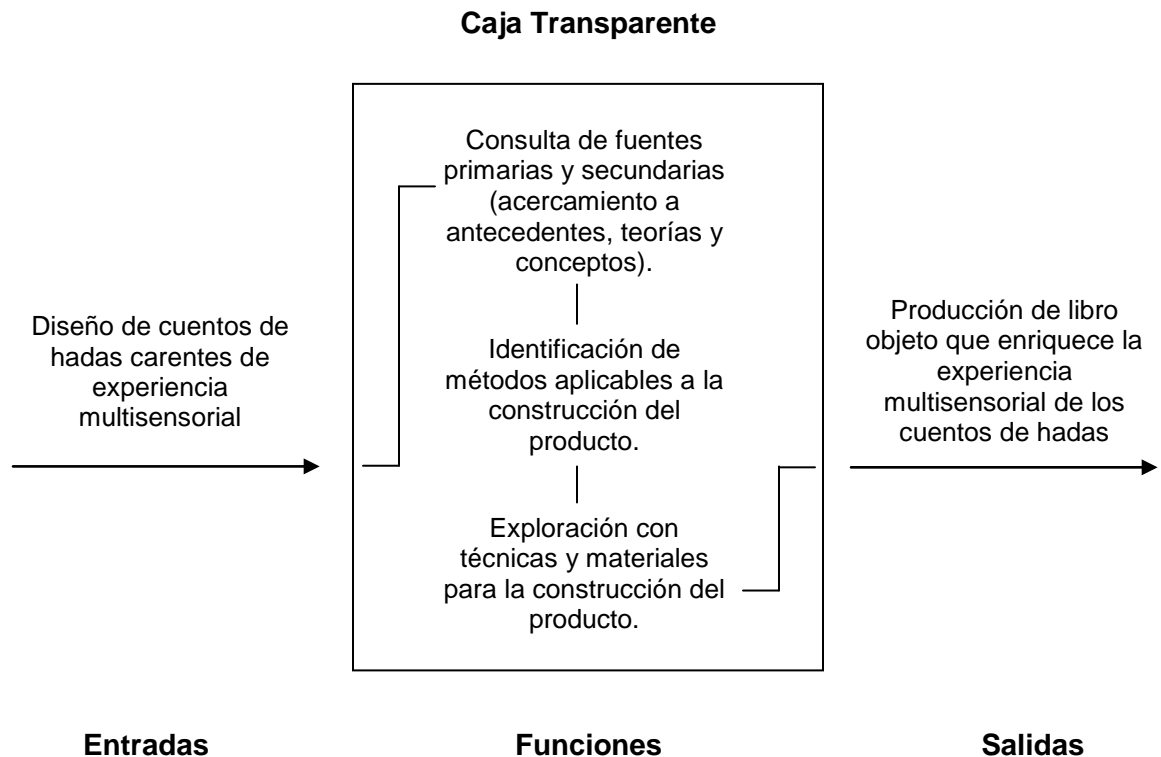 Caja Transparente
Diseño de cuentos de
hadas carentes de
experiencia
multisensorial
Consulta de fuentes
primarias y secundarias
(acercamiento a
antecedentes, teorías y
conceptos).
Identificación de
métodos aplicables a la
construcción del
producto.
Exploración con
técnicas y materiales
para la construcción del
producto.
Producción de libro
objeto que enriquece la
experiencia
multisensorial de los
cuentos de hadas
Entradas
Funciones
Salidas